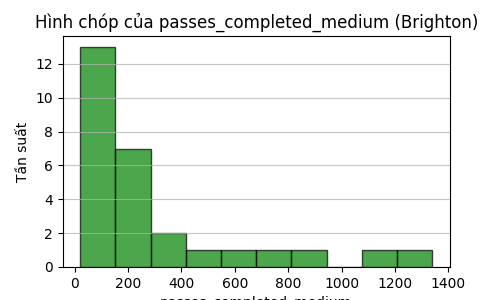 Hình chóp của passes_completed_medium (Brighton)
Tần suất
12
10
8
6
4
2
0
0 200 400 600 800 1000 1200 1400
passes_completed_medium